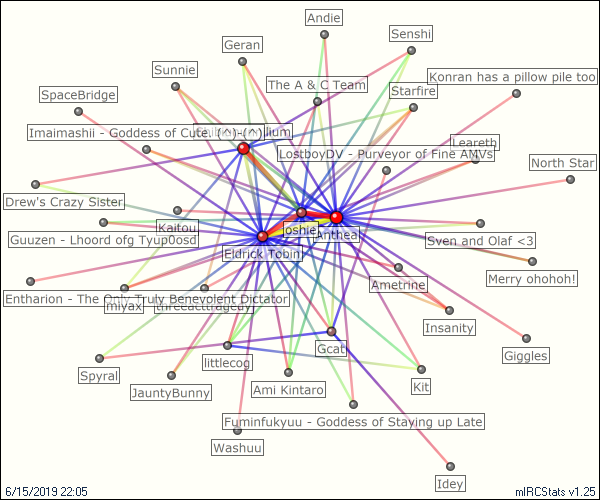 Andie
Senshi
Geran
Sunnie
The A & C Team
Konran has a pillow pile too
Starfire
SpaceBridge
Imaimashii - Goddess of Cute. (^^)-(^^)
Leareth
LostboyDV - Purveyor of Fine AMVs
North Star
Drew's Crazy Sister
Kaitou
Joshie
Anthea
Guuzen - Lhoord ofg Tyup0osd
Sven and Olaf <3
Eldrick Tobin
Merry ohohoh!
Ametrine
Entharion - The Only Truly Benevolent Dictator
miyax
threeacttragedy
Insanity
Gcat
Giggles
littlecog
Spyral
Kit
JauntyBunny
Ami Kintaro
Fuminfukyuu - Goddess of Staying up Late
Washuu
Idey
6/15/2019 22:05
mIRCStats v1.25